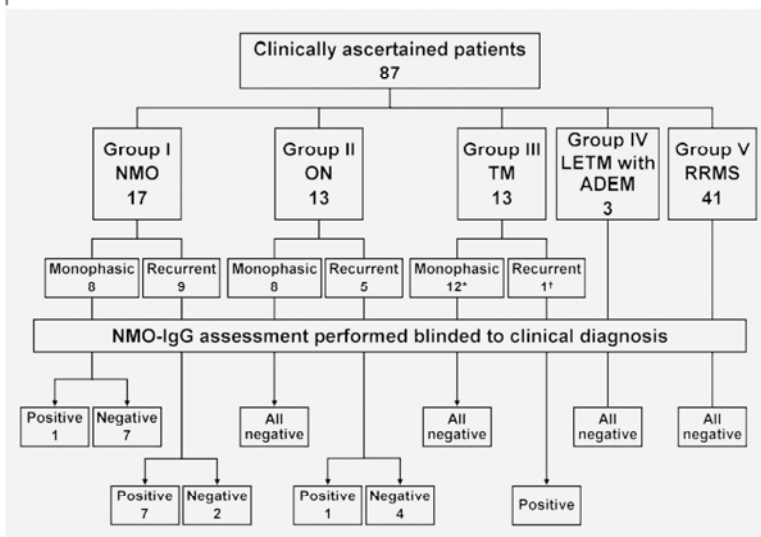 Clinically ascertained patients
87
Group I
NMO
17
Group II
ON
13
Group III
TM
13
Group IV
LETM with
ADEM
3
Group V
RRMS
41
Monophasic
8
Recurrent
9
Monophasic
8
Recurrent
5
Monophasic
12*
Recurrent
1†
NMO-IgG assessment performed blinded to clinical diagnosis
Positive
1
Negative
7
All
negative
All
negative
All
negative
All
negative
Positive
7
Negative
2
Positive
1
Negative
4
Positive